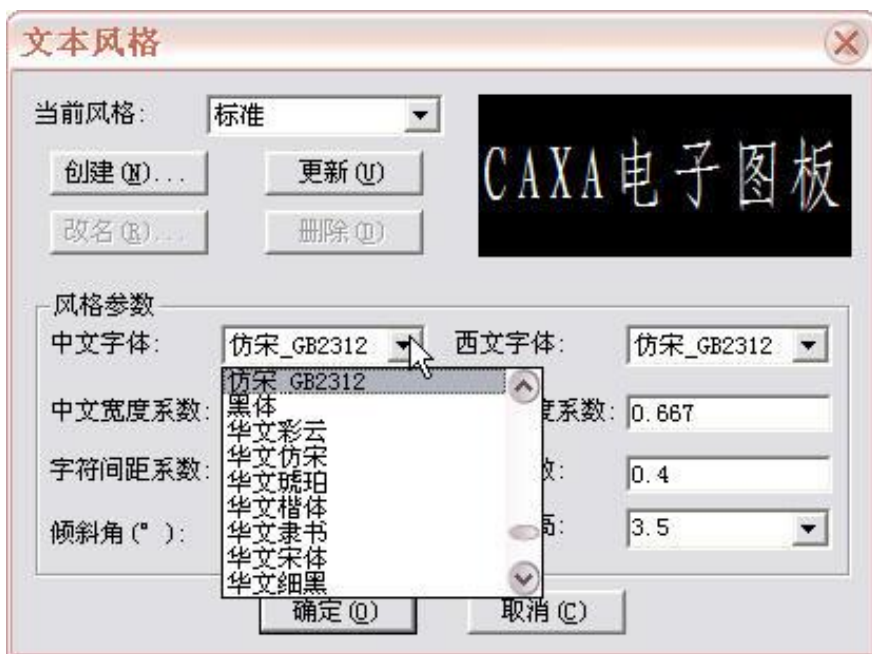 文本风格
当前风格: 标准
创建(N)... 更新(U)
改名(R)... 删除(D)
CAXA电子图板
风格参数
中文字体: 仿宋_GB2312 西文字体: 仿宋_GB2312
仿宋_GB2312
黑体
华文彩云
华文仿宋
华文琥珀
华文楷体
华文隶书
华文宋体
华文细黑
中文宽度系数: 度系数: 0.667
字符间距系数: 数: 0.4
倾斜角(°): 高: 3.5
确定(O) 取消(C)